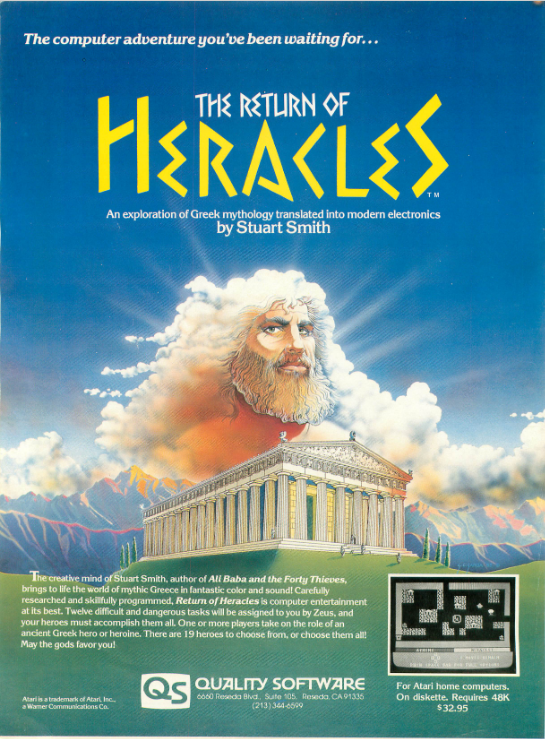 The computer adventure you've been waiting for...
THE RETURN OF
HERACLES
TM
An exploration of Greek mythology translated into modern electronics
by Stuart Smith
The creative mind of Stuart Smith, author of Ali Baba and the Forty Thieves,
brings to life the world of mythic Greece in fantastic color and sound! Carefully
researched and skillfully programmed, Return of Heracles is computer entertainment
at its best. Twelve difficult and dangerous tasks will be assigned to you by Zeus, and
your heroes must accomplish them all. One or more players take on the role of an
ancient Greek hero or heroine. There are 19 heroes to choose from, or choose them all!
May the gods favor you!
Atari is a trademark of Atari, Inc.,
a Warner Communications Co.
QS
QUALITY SOFTWARE
6660 Reseda Blvd., Suite 105, Reseda, CA 91335
(213) 344-6599
For Atari home computers.
On diskette. Requires 48K
$32.95